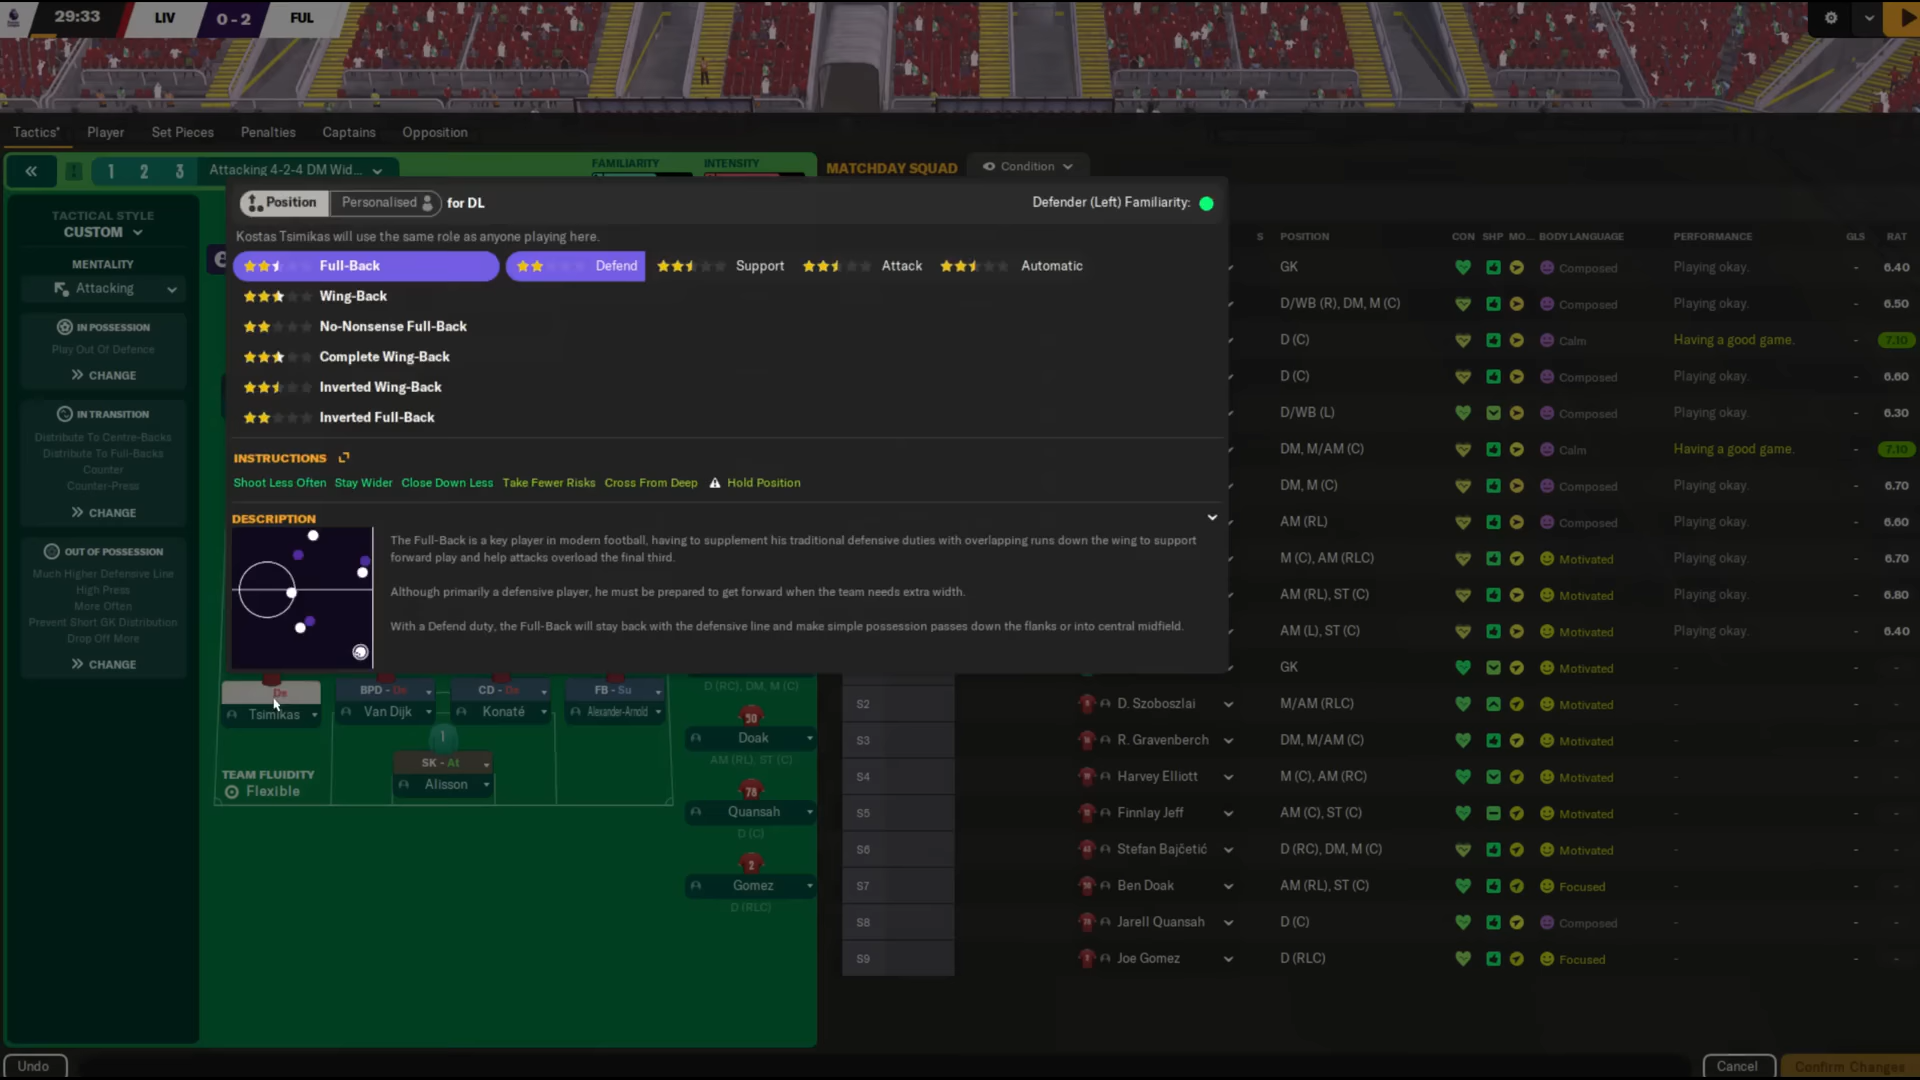 29:33 LIV 0 - 2 FUL
Tactics* Player Set Pieces Penalties Captains Opposition
1 2 3 Attacking 4-2-4 DM Wid... FAMILIARITY INTENSITY
MATCHDAY SQUAD Condition
TACTICAL STYLE
CUSTOM
MENTALITY
Attacking
IN POSSESSION
Play Out Of Defence
CHANGE
IN TRANSITION
Distribute To Centre-Backs
Distribute To Full-Backs
Counter
Counter-Press
CHANGE
OUT OF POSSESSION
Much Higher Defensive Line
High Press
More Often
Prevent Short GK Distribution
Drop Off More
CHANGE
Position Personalised for DL Defender (Left) Familiarity:
Kostas Tsimikas will use the same role as anyone playing here.
Full-Back Defend Support Attack Automatic
Wing-Back
No-Nonsense Full-Back
Complete Wing-Back
Inverted Wing-Back
Inverted Full-Back
INSTRUCTIONS
Shoot Less Often Stay Wider Close Down Less Take Fewer Risks Cross From Deep Hold Position
DESCRIPTION
The Full-Back is a key player in modern football, having to supplement his traditional defensive duties with overlapping runs down the wing to support
forward play and help attacks overload the final third.
Although primarily a defensive player, he must be prepared to get forward when the team needs extra width.
With a Defend duty, the Full-Back will stay back with the defensive line and make simple possession passes down the flanks or into central midfield.
De BPD - De CD - De FB - Su
Tsimikas Van Dijk Konaté Alexander-Arnold
1
SK - At
Alisson
TEAM FLUIDITY
Flexible
D (RC), DM, M (C)
50
Doak
AM (RL), ST (C)
78
Quansah
D (C)
2
Gomez
D (RLC)
S POSITION CON SHP MO... BODY LANGUAGE PERFORMANCE GLS RAT
GK Composed Playing okay. - 6.40
D/WB (R), DM, M (C) Composed Playing okay. - 6.50
D (C) Calm Having a good game. - 7.10
D (C) Composed Playing okay. - 6.60
D/WB (L) Composed Playing okay. - 6.30
DM, M/AM (C) Calm Having a good game. - 7.10
DM, M (C) Composed Playing okay. - 6.70
AM (RL) Composed Playing okay. - 6.60
M (C), AM (RLC) Motivated Playing okay. - 6.70
AM (RL), ST (C) Motivated Playing okay. - 6.80
AM (L), ST (C) Motivated Playing okay. - 6.40
GK Motivated - - -
S2 D. Szoboszlai M/AM (RLC) Motivated - - -
S3 R. Gravenberch DM, M/AM (C) Motivated - - -
S4 Harvey Elliott M (C), AM (RC) Motivated - - -
S5 Finnlay Jeff AM (C), ST (C) Motivated - - -
S6 Stefan Bajčetić D (RC), DM, M (C) Motivated - - -
S7 Ben Doak AM (RL), ST (C) Focused - - -
S8 Jarell Quansah D (C) Composed - - -
S9 Joe Gomez D (RLC) Focused - - -
Undo Cancel Confirm Changes